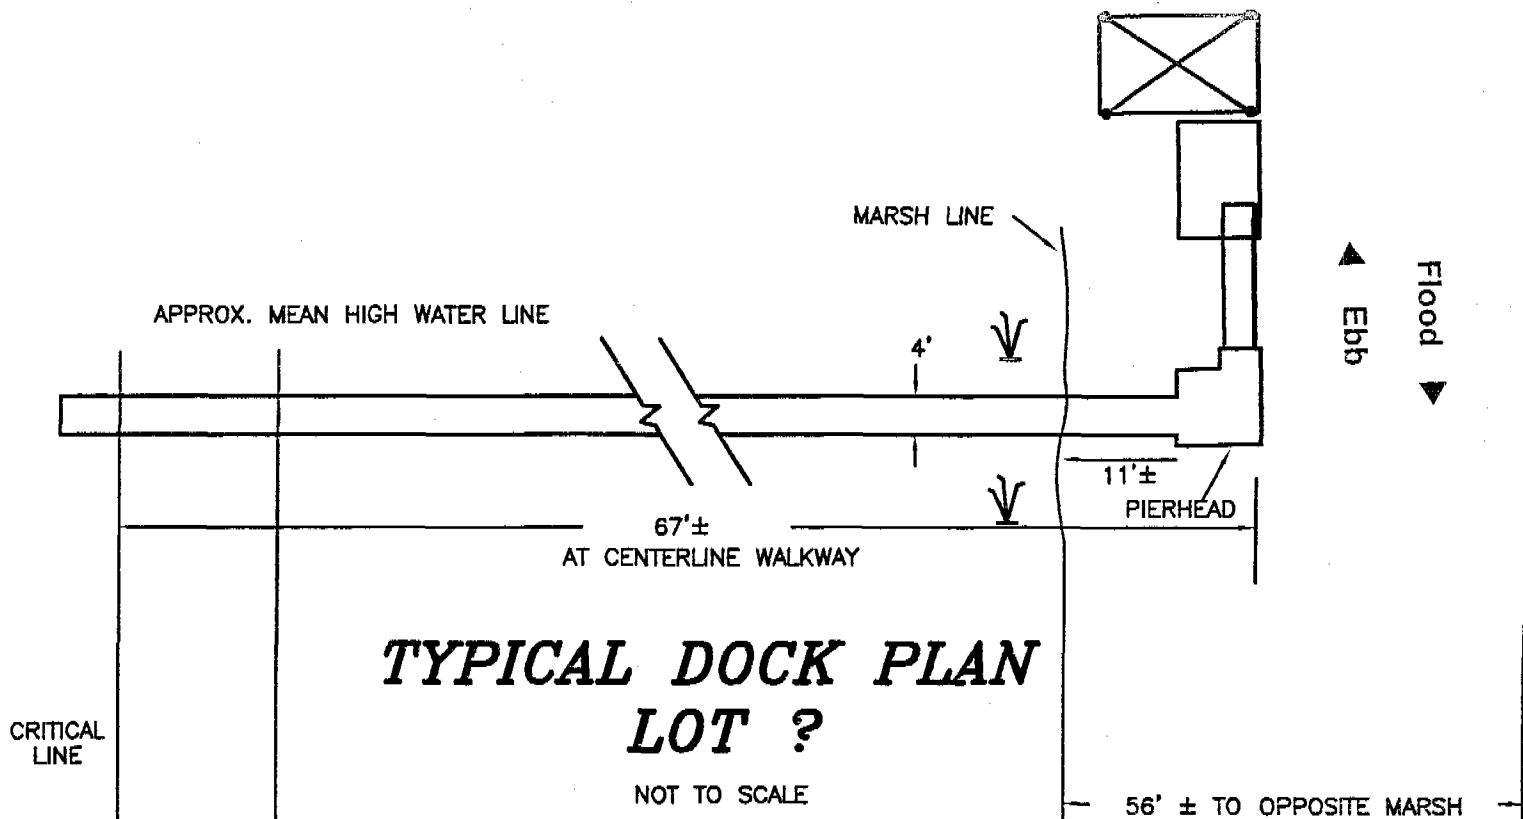 MARSH LINE
Flood
Ebb
APPROX. MEAN HIGH WATER LINE
4'
11'±
PIERHEAD
67'±
AT CENTERLINE WALKWAY
TYPICAL DOCK PLAN
LOT ?
CRITICAL
LINE
NOT TO SCALE
56' ± TO OPPOSITE MARSH